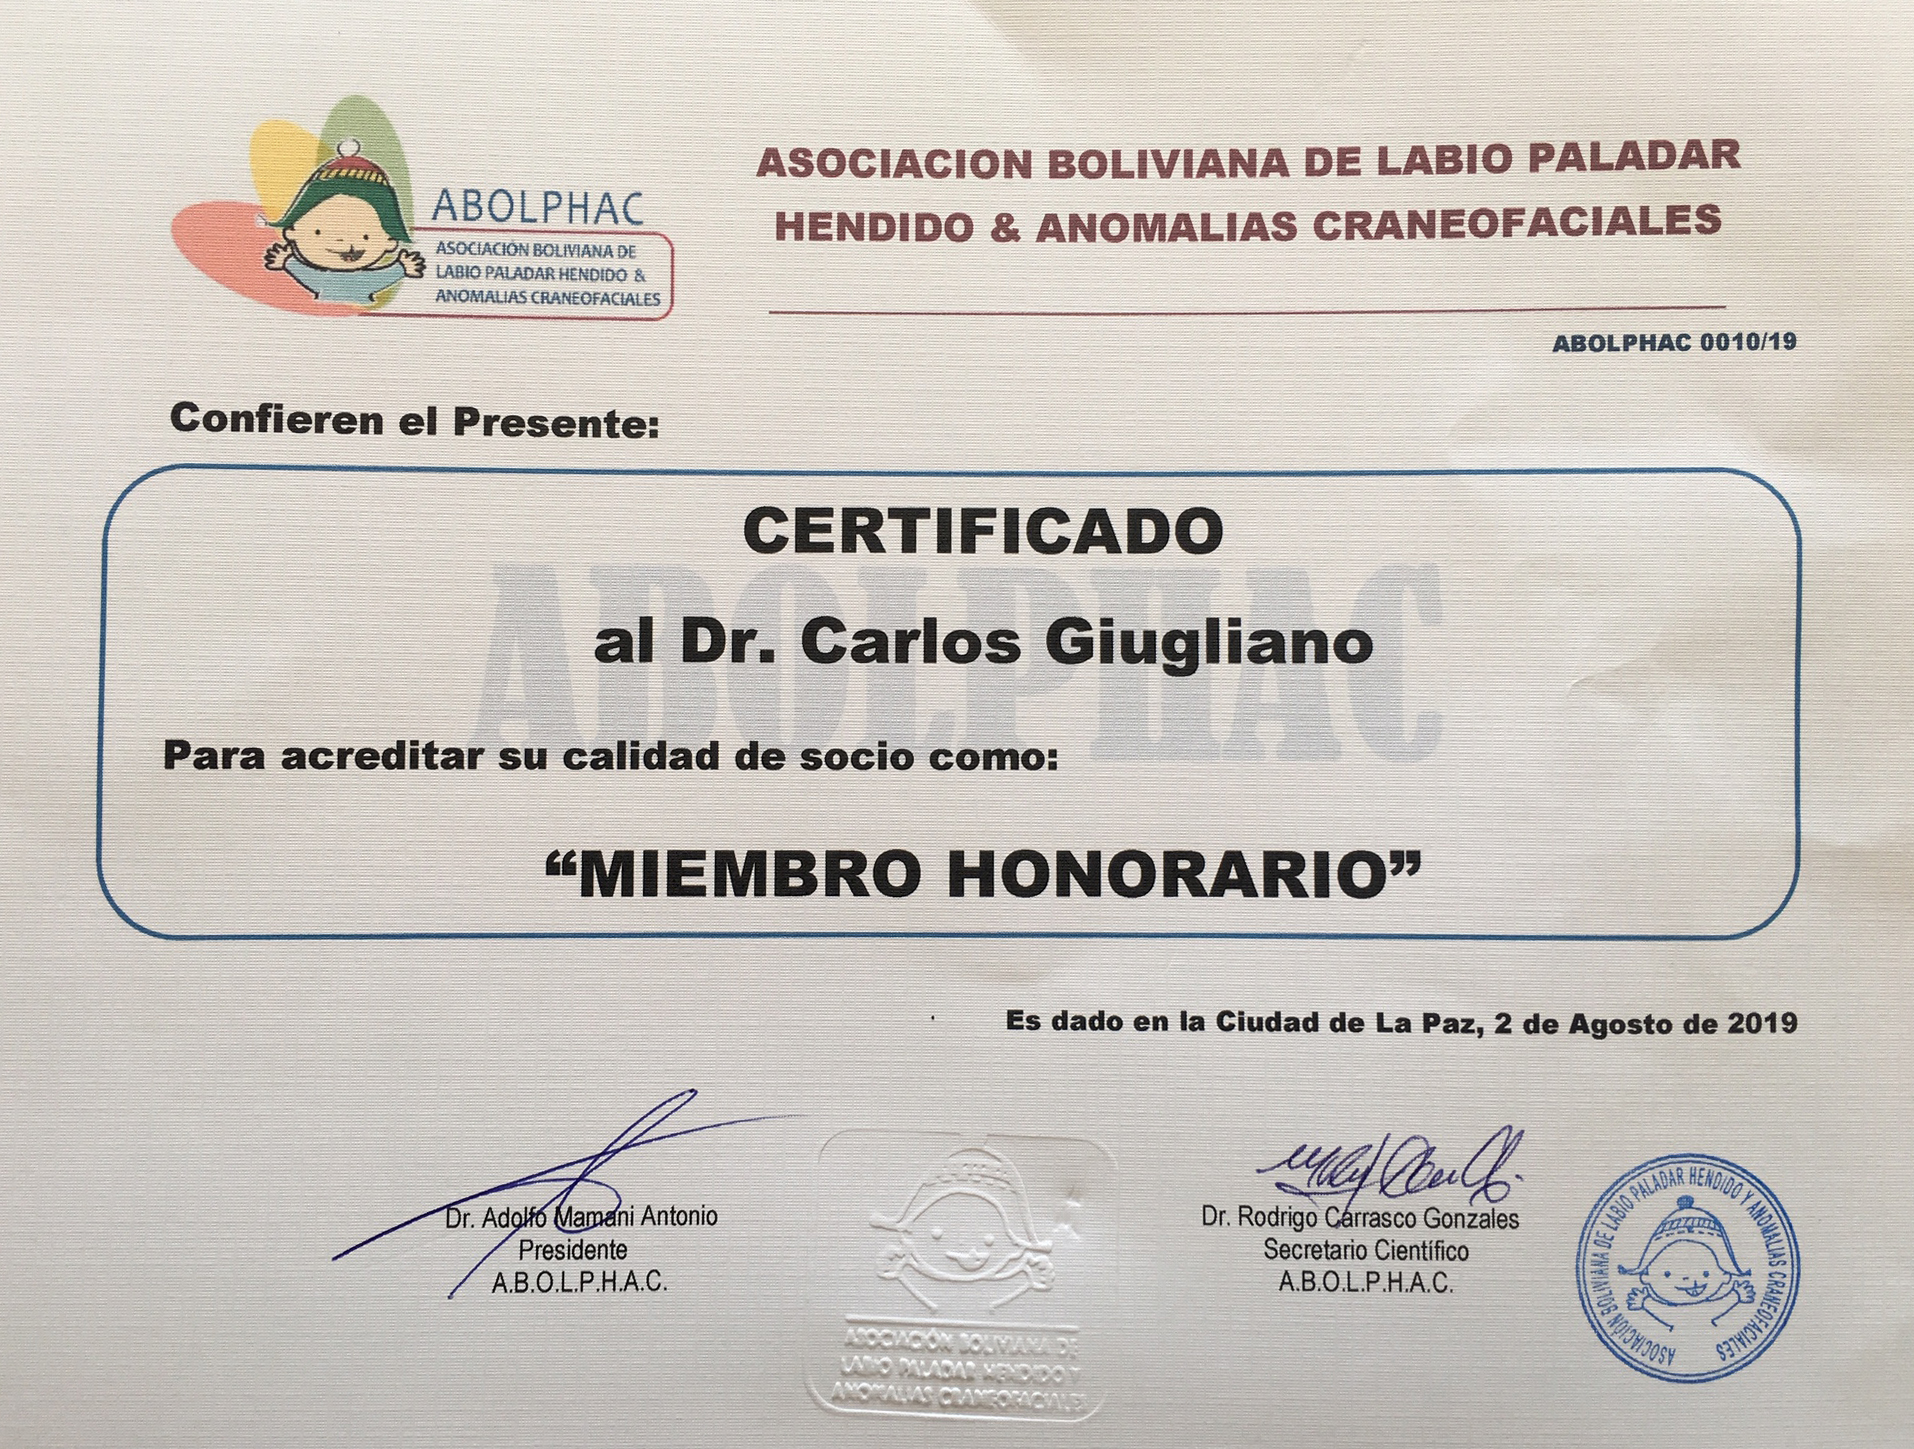 ABOLPHAC
ASOCIACIÓN BOLIVIANA DE
LABIO PALADAR HENDIDO &
ANOMALIAS CRANEOFACIALES
ASOCIACION BOLIVIANA DE LABIO PALADAR
HENDIDO & ANOMALIAS CRANEOFACIALES
ABOLPHAC 0010/19
Confieren el Presente:
ABOLPHAC
CERTIFICADO
al Dr. Carlos Giugliano
Para acreditar su calidad de socio como:
“MIEMBRO HONORARIO”
Es dado en la Ciudad de La Paz, 2 de Agosto de 2019
Dr. Adolfo Mamani Antonio
Presidente
A.B.O.L.P.H.A.C.
ASOCIACIÓN BOLIVIANA DE
LABIO PALADAR HENDIDO Y
ANOMALIAS CRANEOFACIALES
Dr. Rodrigo Carrasco Gonzales
Secretario Científico
A.B.O.L.P.H.A.C.
ASOCIACIÓN BOLIVIANA DE LABIO PALADAR HENDIDO Y ANOMALIAS CRANEOFACIALES